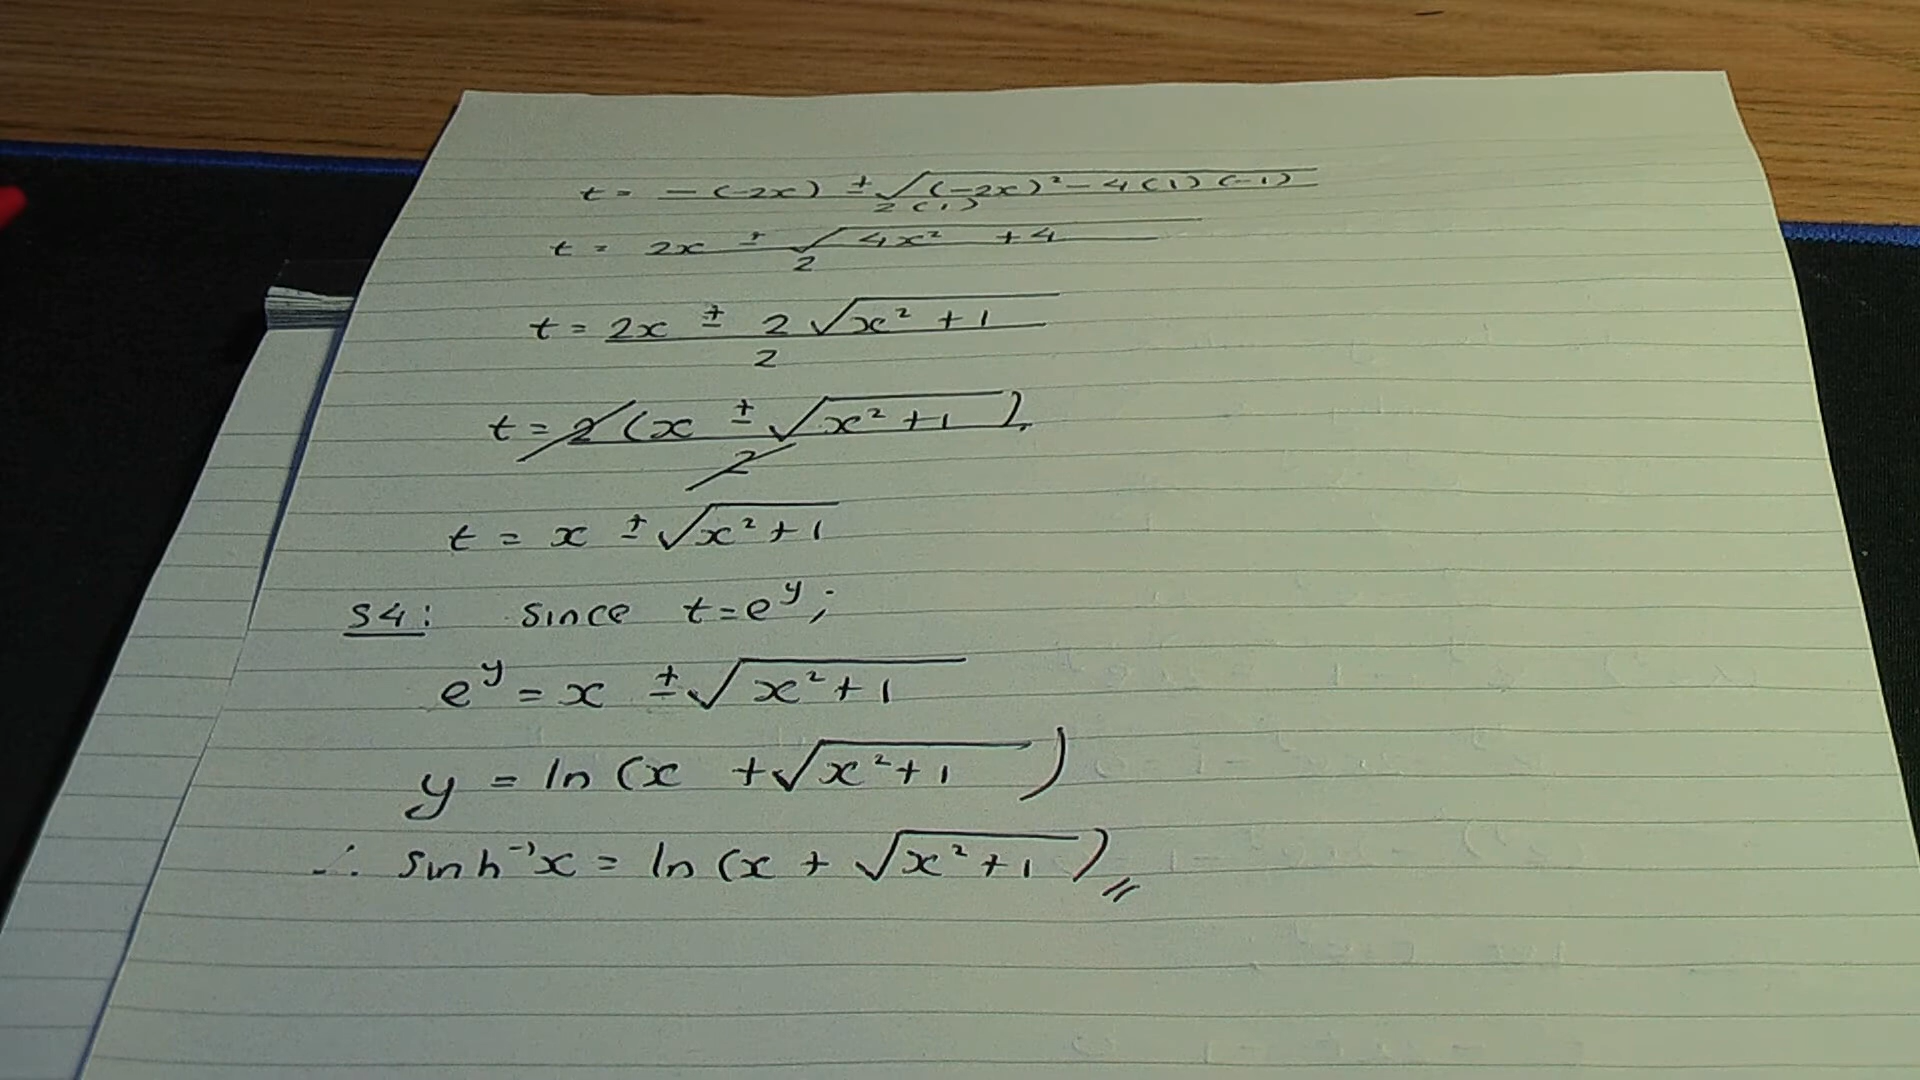 t = -(-2x) ± √(-2x)² - 4(1)(-1)
2(1)
t = 2x ± √4x² + 4
2
t = 2x ± 2√x² + 1
2
t = 2(x ± √x² + 1).
2
t = x ± √x² + 1
S4: since t=e^y;
e^y = x ± √x² + 1
y = ln(x + √x² + 1)
∴ sinh⁻¹x = ln(x + √x² + 1)//